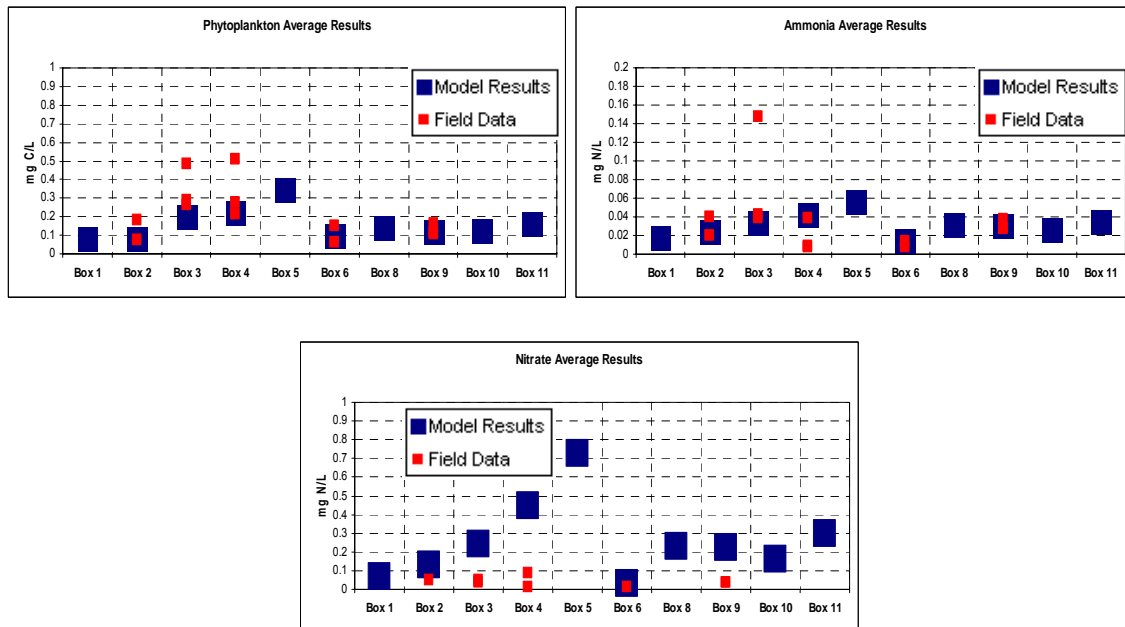 Phytoplankton Average Results
1
0.9
0.8
0.7
0.6
0.5
0.4
0.3
0.2
0.1
0
mg C/L
Model Results
Field Data
Box 1 Box 2 Box 3 Box 4 Box 5 Box 6 Box 8 Box 9 Box 10 Box 11
Ammonia Average Results
0.2
0.18
0.16
0.14
0.12
0.1
0.08
0.06
0.04
0.02
0
mg N/L
Model Results
Field Data
Box 1 Box 2 Box 3 Box 4 Box 5 Box 6 Box 8 Box 9 Box 10 Box 11
Nitrate Average Results
1
0.9
0.8
0.7
0.6
0.5
0.4
0.3
0.2
0.1
0
mg N/L
Model Results
Field Data
Box 1 Box 2 Box 3 Box 4 Box 5 Box 6 Box 8 Box 9 Box 10 Box 11